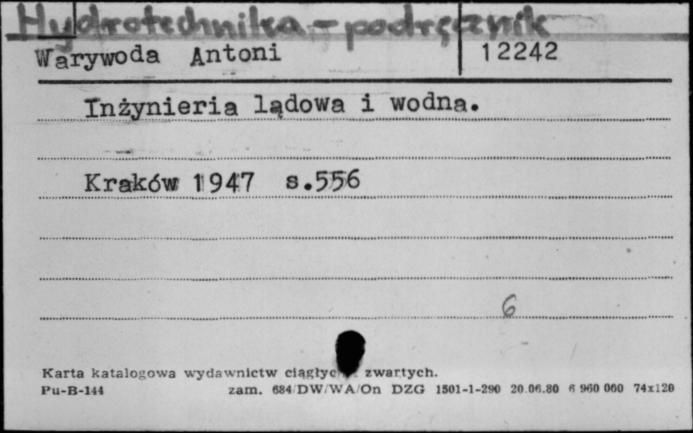 Hydrotechnika - podręcznik
Warywoda Antoni 12242
Inżynieria lądowa i wodna.
Kraków 1947 s.556
6
Karta katalogowa wydawnictw zwartych.
Pu-B-144 zam. 684/DW/WA/On DZG 1501-1-290 20.06.80 6 960 000 74x120